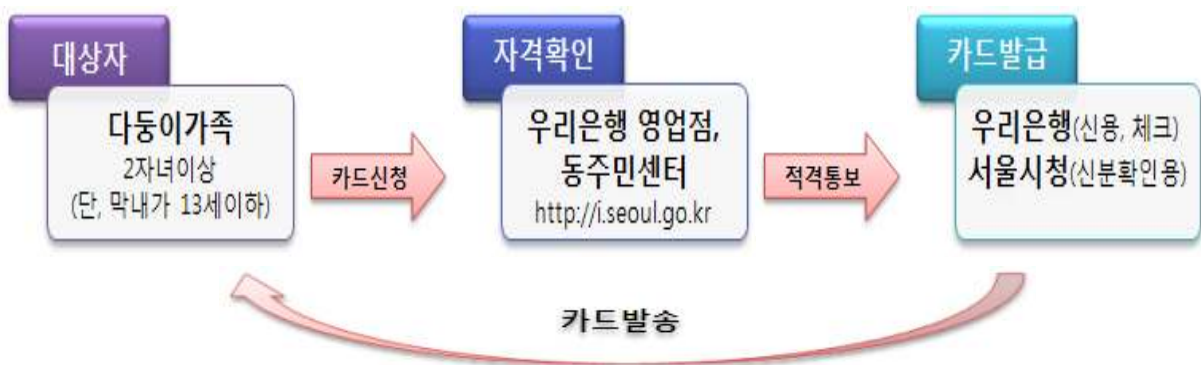 대상자
다둥이가족
2자녀이상
(단, 막내가 13세이하)
카드신청
자격확인
우리은행 영업점,
동주민센터
http://i.seoul.go.kr
적격통보
카드발급
우리은행(신용, 체크)
서울시청(신분확인용)
카드발송